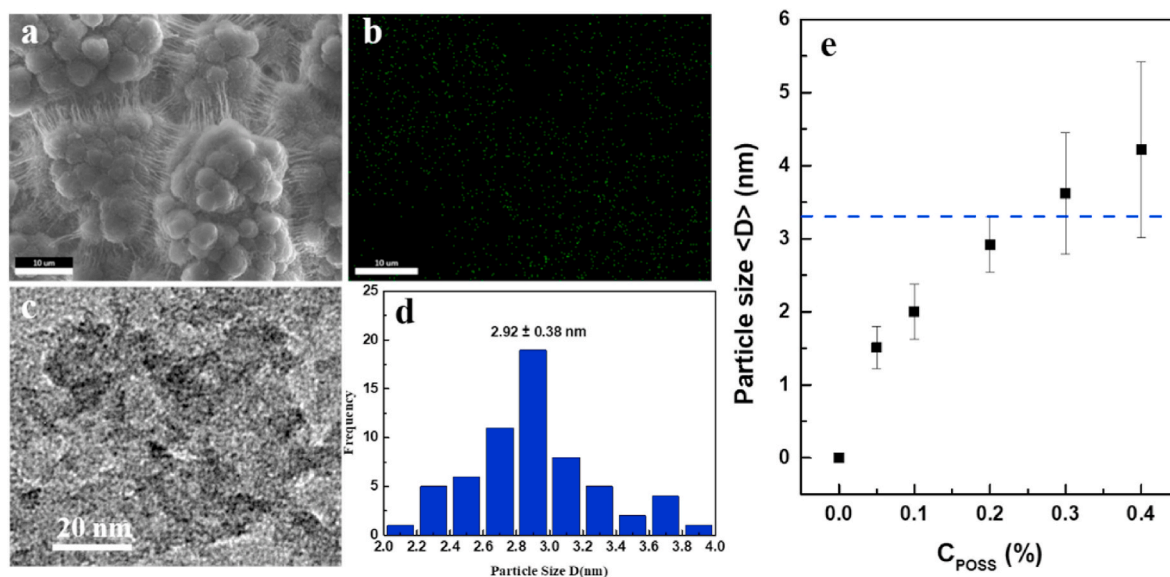 a
10 um
b
10 um
c
20 nm
d
2.92 ± 0.38 nm
Frequency
25
20
15
10
5
0
2.0 2.2 2.4 2.6 2.8 3.0 3.2 3.4 3.6 3.8 4.0
Particle Size D(nm)
e
Particle size <D> (nm)
6
5
4
3
2
1
0
0.0 0.1 0.2 0.3 0.4
C_POSS (%)